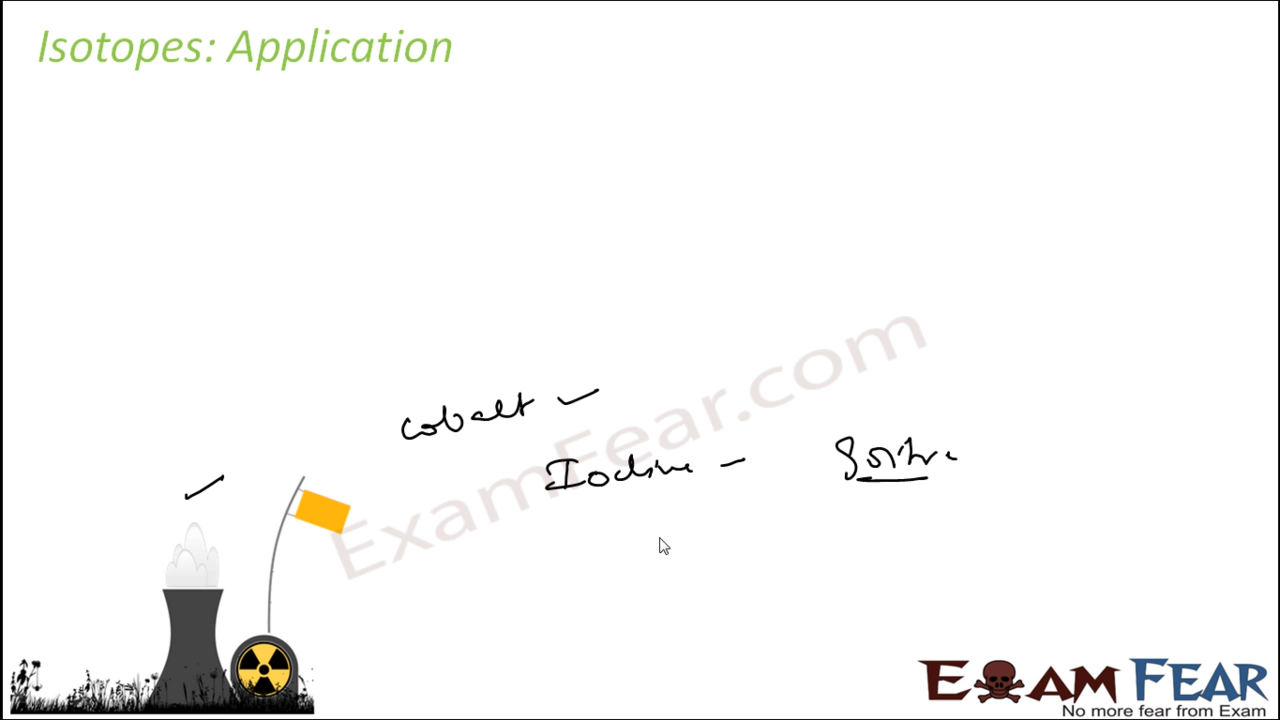 Isotopes: Application
cobalt
Iodine -
ExamFear.com
EXAM FEAR
No more fear from Exam